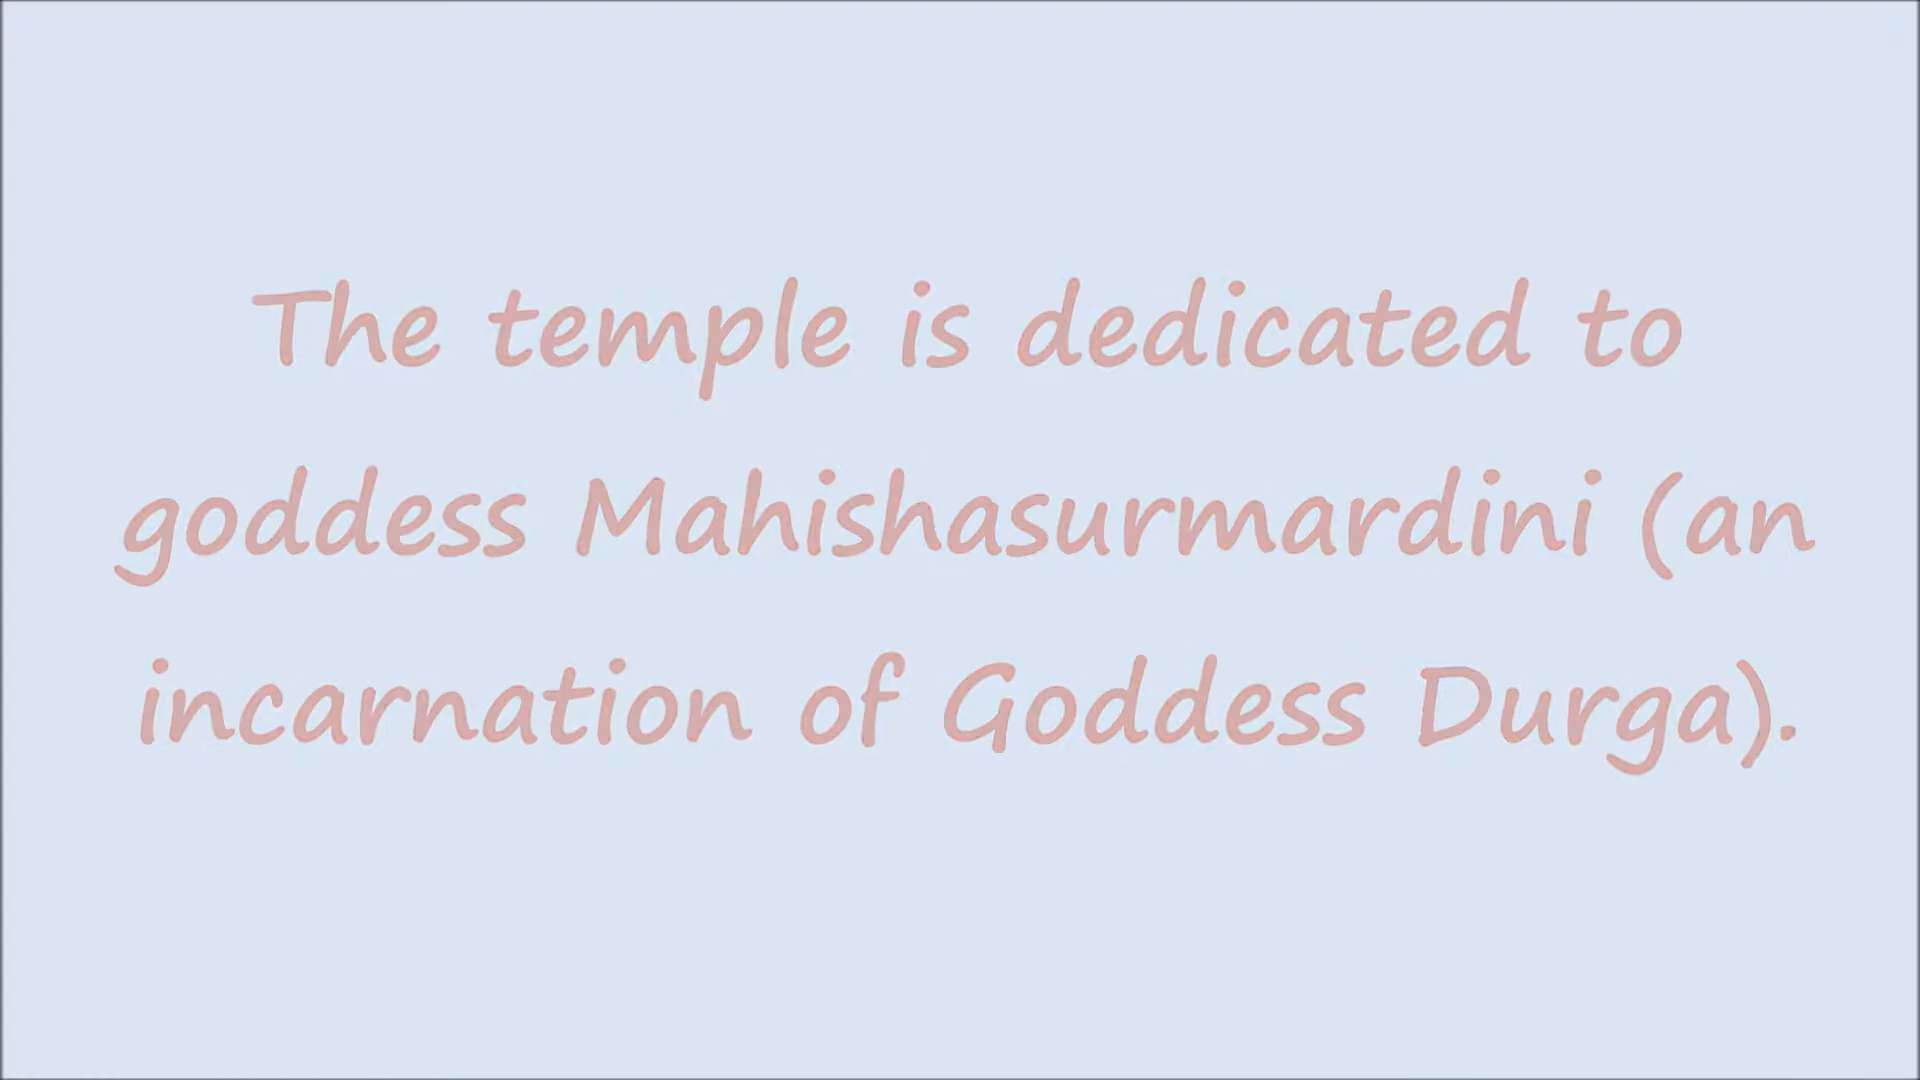 The temple is dedicated to
goddess Mahishasurmardini (an
incarnation of Goddess Durga).